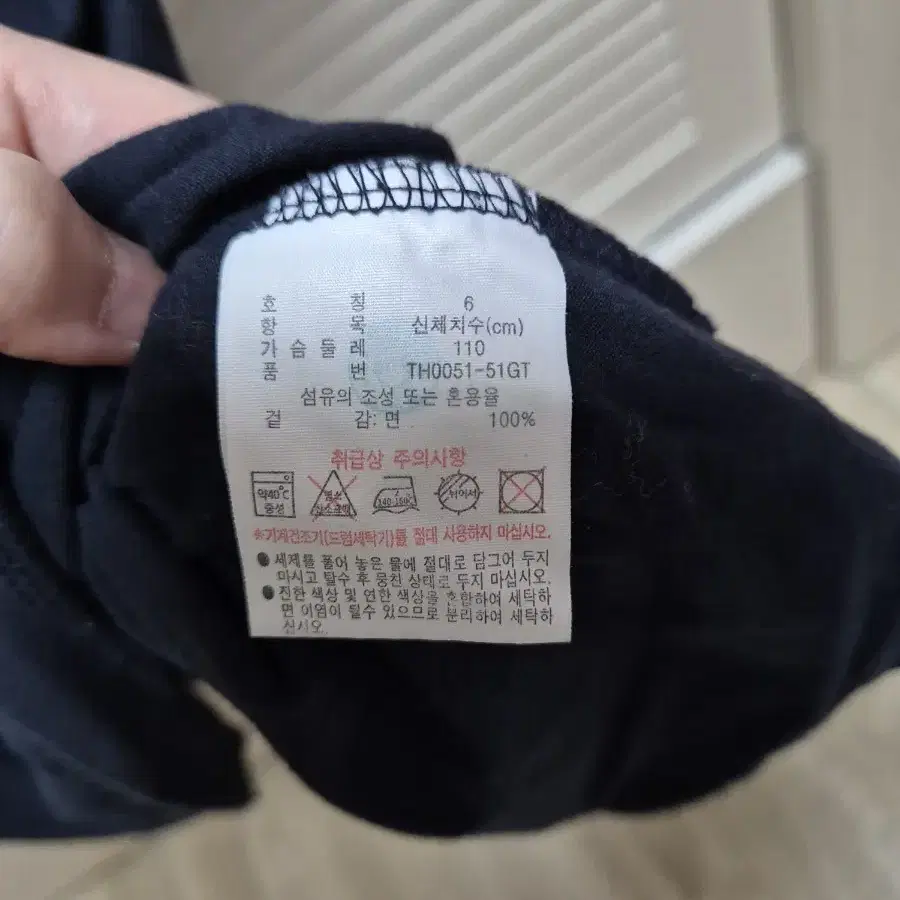 호 칭 6
항 목 신체치수(cm)
가슴둘레 110
품 번 TH0051-51GT
섬유의 조성 또는 혼용율
겉 감: 면 100%
취급상 주의사항
약40℃ 중성 염소 산소표백 140-160℃ 뉘어서
※기계건조기(드럼세탁기)를 절대 사용하지 마십시오.
● 세제를 풀어 놓은 물에 절대로 담그어 두지
마시고 탈수 후 뭉친 상태로 두지 마십시오.
● 진한 색상 및 연한 색상을 혼합하여 세탁하
면 이염이 될수 있으므로 분리하여 세탁하
십시오.